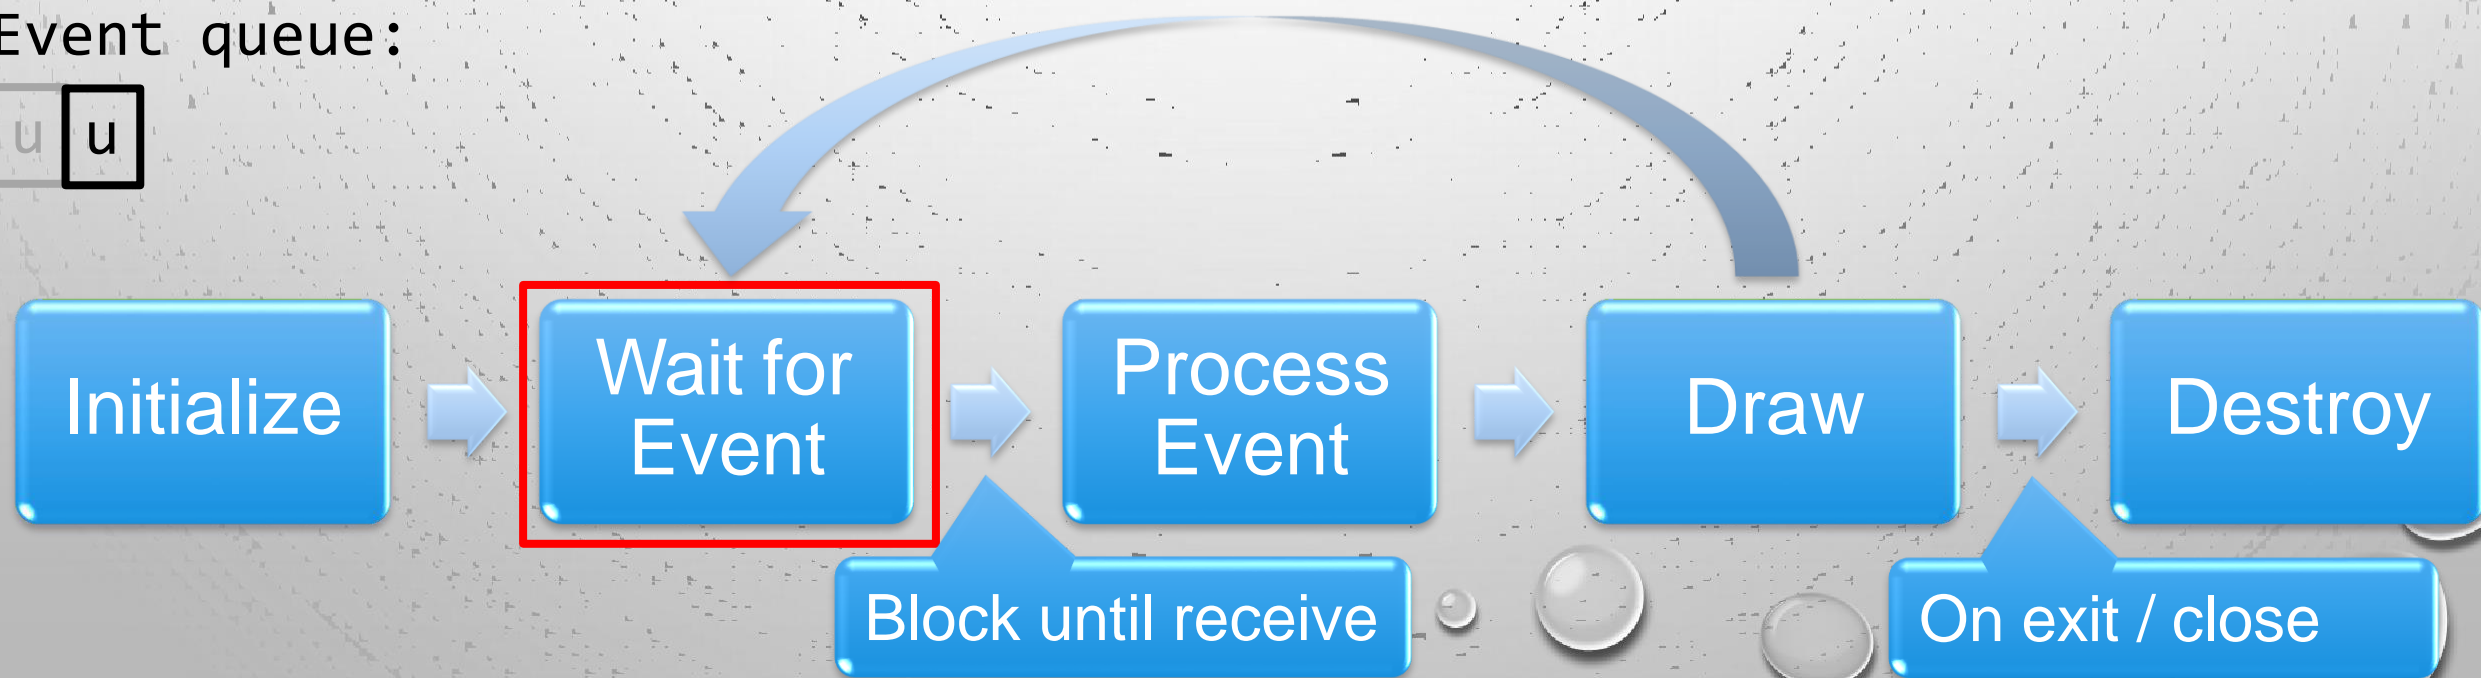 Event queue:
u u
Initialize
Wait for
Event
Process
Event
Draw
Destroy
Block until receive
On exit / close